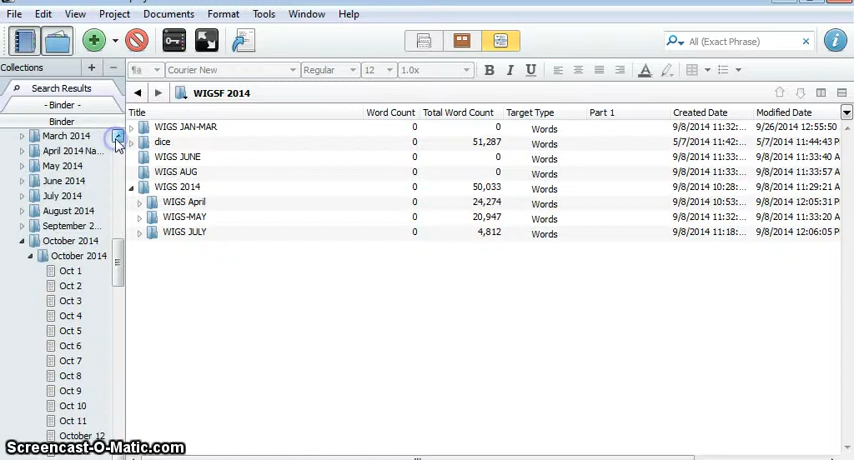 File Edit View Project Documents Format Tools Window Help
All (Exact Phrase)
Collections
Courier New Regular 12 1.0x B I U A
Search Results
- Binder -
Binder
WIGSF 2014
Title Word Count Total Word Count Target Type Part 1 Created Date Modified Date
WIGS JAN-MAR 0 0 Words 9/8/2014 11:32:... 9/26/2014 12:55:50
dice 0 51,287 Words 5/7/2014 11:42:... 5/7/2014 11:44:43 P
WIGS JUNE 0 0 Words 9/8/2014 11:33:... 9/8/2014 11:33:40 A
WIGS AUG 0 0 Words 9/8/2014 11:33:... 9/8/2014 11:33:57 A
WIGS 2014 0 50,033 Words 9/8/2014 10:28:... 9/8/2014 11:29:21 A
WIGS April 0 24,274 Words 9/8/2014 10:53:... 9/8/2014 12:05:31 P
WIGS-MAY 0 20,947 Words 9/8/2014 11:32:... 9/8/2014 11:33:20 A
WIGS JULY 0 4,812 Words 9/8/2014 11:18:... 9/8/2014 12:06:05 P
March 2014
April 2014 Na...
May 2014
June 2014
July 2014
August 2014
September 2...
October 2014
October 2014
Oct 1
Oct 2
Oct 3
Oct 4
Oct 5
Oct 6
Oct 7
Oct 8
Oct 9
Oct 10
Oct 11
October 12
Screencast-O-Matic.com